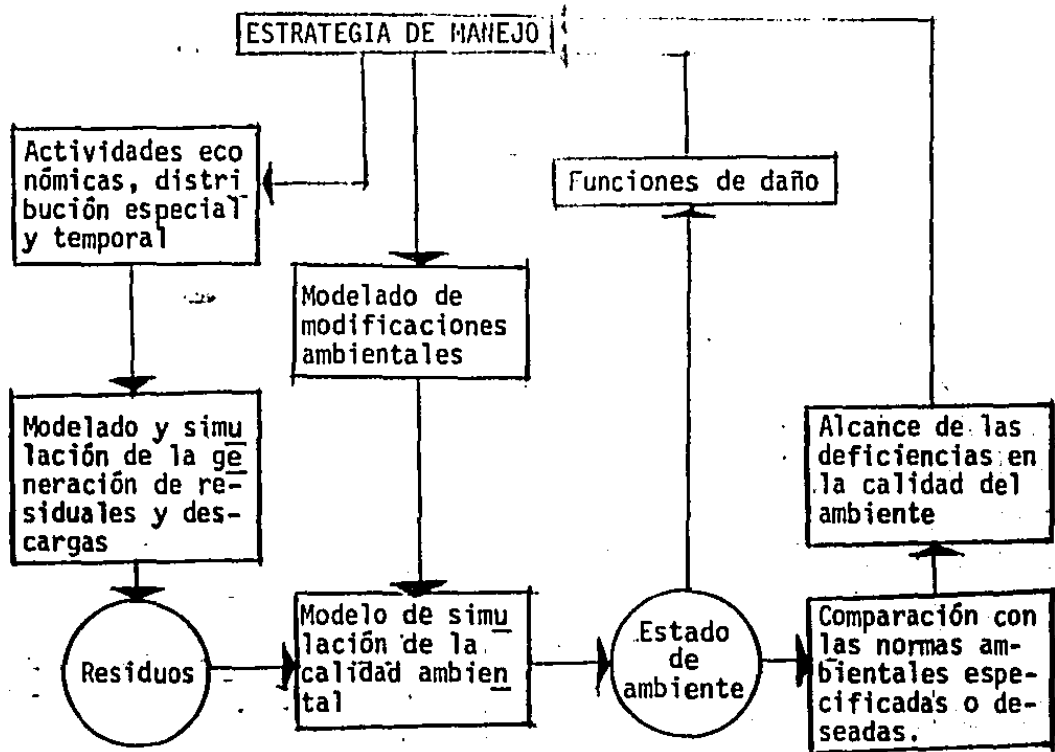 ESTRATEGIA DE MANEJO
Actividades eco
nómicas, distri
bución especial
y temporal
Funciones de daño
Modelado de
modificaciones
ambientales
Modelado y simu
lación de la ge
neración de re-
siduales y des-
cargas
Alcance de las
deficiencias en
la calidad del
ambiente
Residuos
Modelo de simu
lación de la
calidad ambien
tal
Estado
de
ambiente
Comparación con
las normas am-
bientales espe-
cificadas o de-
seadas.